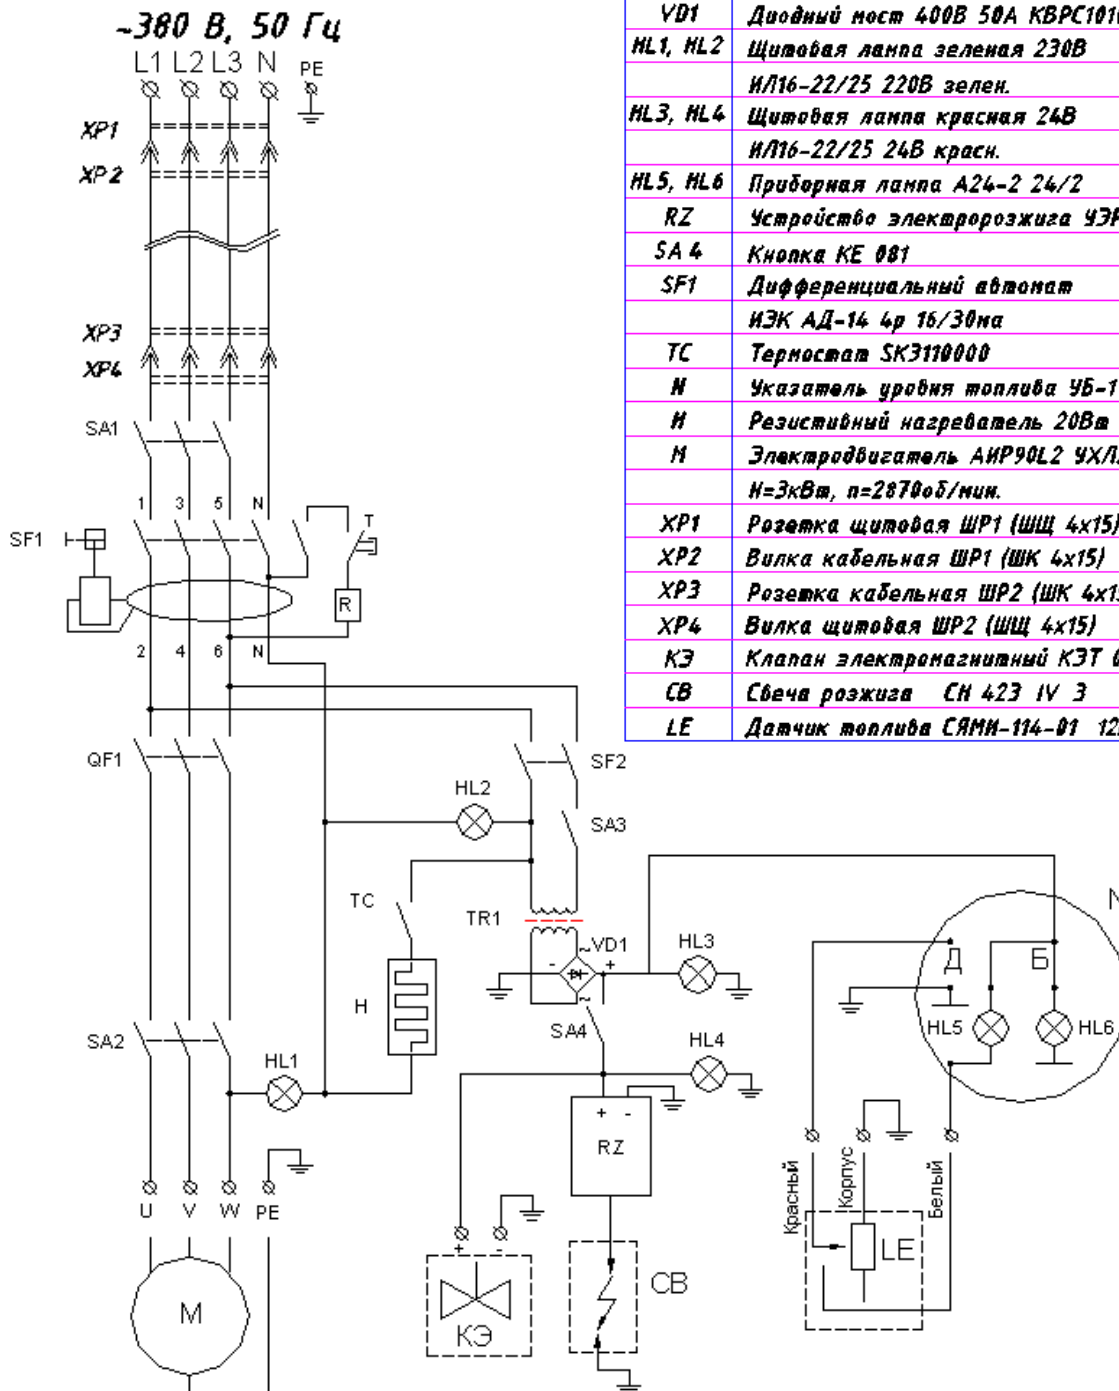 ~380 В, 50 Гц
L1 L2 L3 N PE
XP1
XP2
XP3
XP4
SA1
1 3 5 N T
SF1
R
2 4 6 N
QF1
SF2
HL2
SA3
TC
TR1
~VD1
- +
HL3
~
H
SA4
SA2
HL1
HL4
Д Б
HL5 HL6
+ -
RZ
U V W PE
Красный
Корпус
Белый
+ -
LE
M
КЭ
СВ
VD1 Диодный мост 400В 50А
HL1, HL2 Щитовая лампа зеленая 230В
ИЛ16-22/25 220В зелен.
HL3, HL4 Щитовая лампа красная 24В
ИЛ16-22/25 24В красн.
HL5, HL6 Приборная лампа А24-2 24/2
RZ Устройство электророзжига
SA 4 Кнопка КЕ 081
SF1 Дифференциальный автомат
ИЭК АД-14 4р 16/30ма
TC Термостат SK3110000
N Указатель уровня топлива
H Резистивный нагреватель 20Вт
M Электродвигатель АИР90L2
N=3кВт, n=2870об/мин.
XP1 Розетка щитовая ШР1 (ШЩ 4х15)
XP2 Вилка кабельная ШР1 (ШК 4х15)
XP3 Розетка кабельная ШР2 (ШК
XP4 Вилка щитовая ШР2 (ШЩ 4х15)
КЭ Клапан электромагнитный КЭТ
СВ Свеча розжига СН 423 IV 3
LE Датчик топлива СЯМИ-114-01